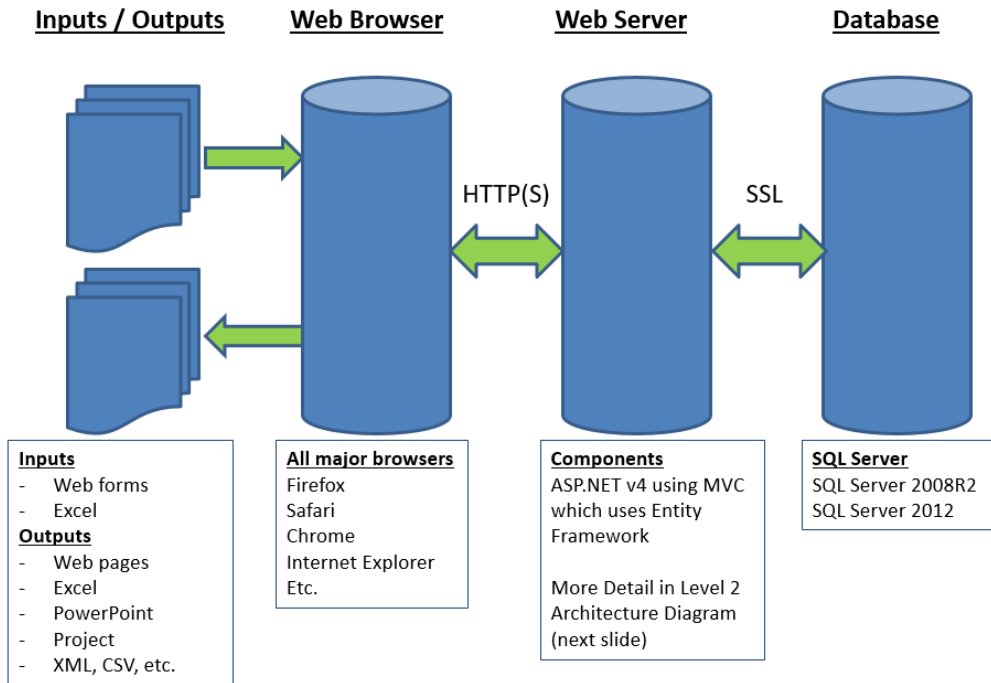 Inputs / Outputs
Web Browser
Web Server
Database
HTTP(S)
SSL
Inputs
- Web forms
- Excel
Outputs
- Web pages
- Excel
- PowerPoint
- Project
- XML, CSV, etc.
All major browsers
Firefox
Safari
Chrome
Internet Explorer
Etc.
Components
ASP.NET v4 using MVC
which uses Entity
Framework
More Detail in Level 2
Architecture Diagram
(next slide)
SQL Server
SQL Server 2008R2
SQL Server 2012